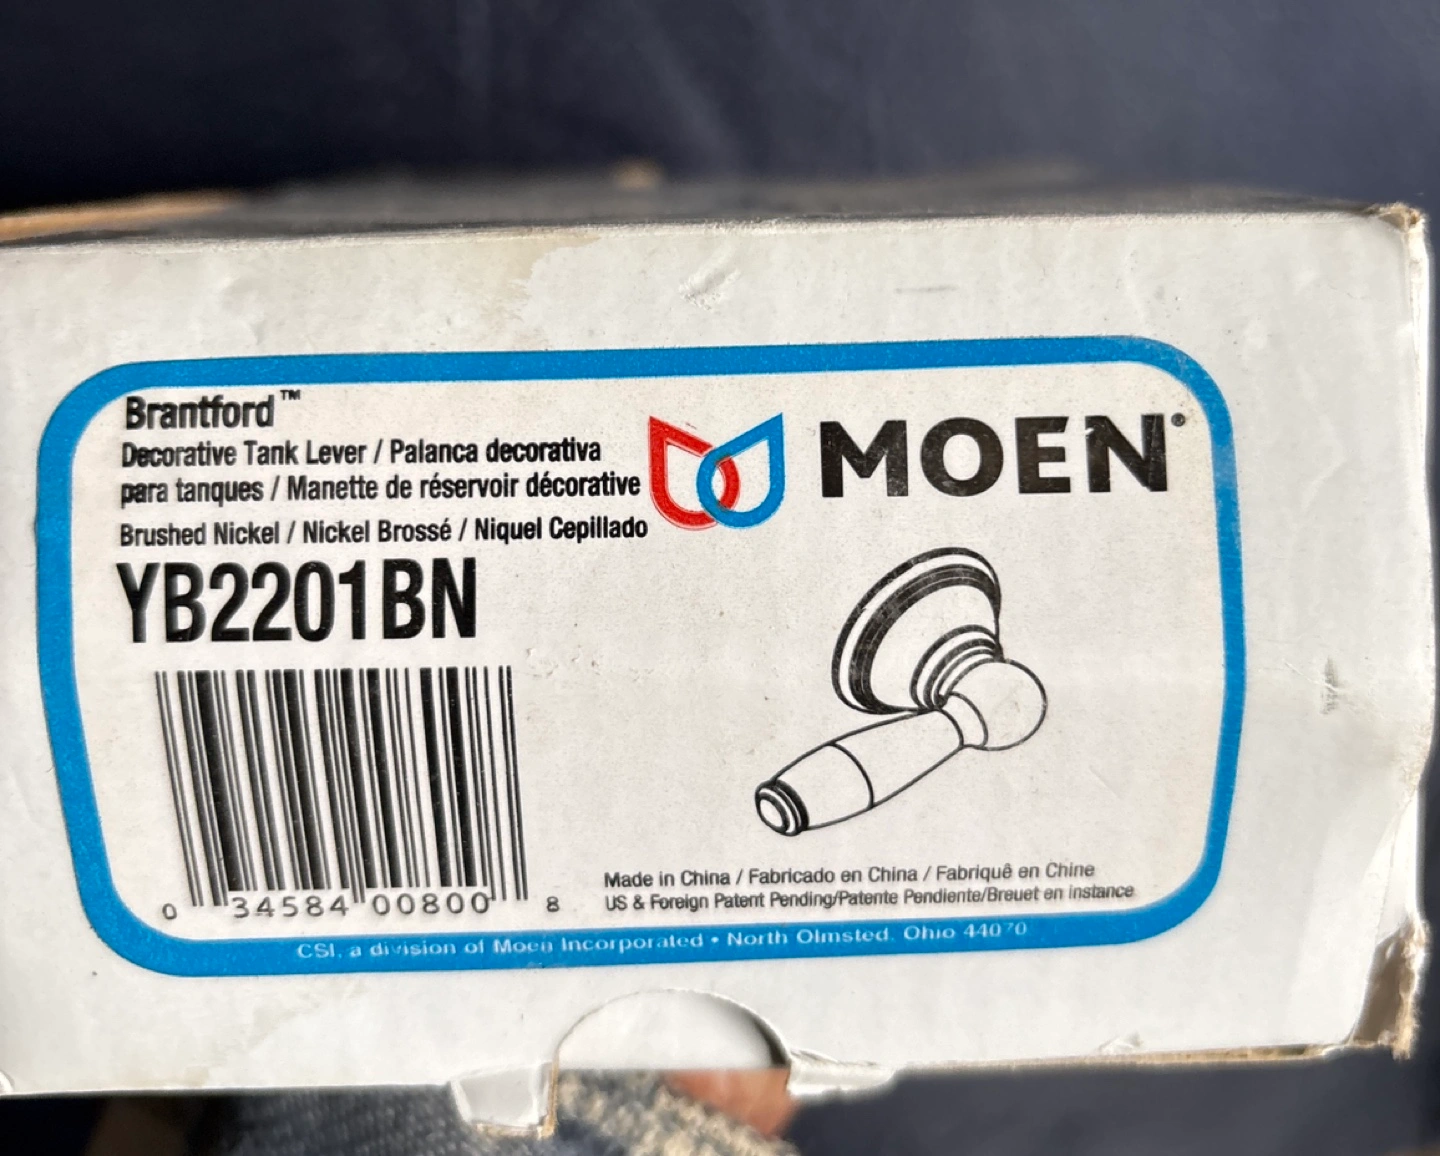 Brantford™
Decorative Tank Lever / Palanca decorativa
para tanques / Manette de réservoir décorative
Brushed Nickel / Nickel Brossé / Niquel Cepillado
YB2201BN
MOEN®
0 34584 00800 8
Made in China / Fabricado en China / Fabriquê en Chine
US & Foreign Patent Pending/Patente Pendiente/Breuet en instance
CSI, a division of Moen Incorporated • North Olmsted, Ohio 44070